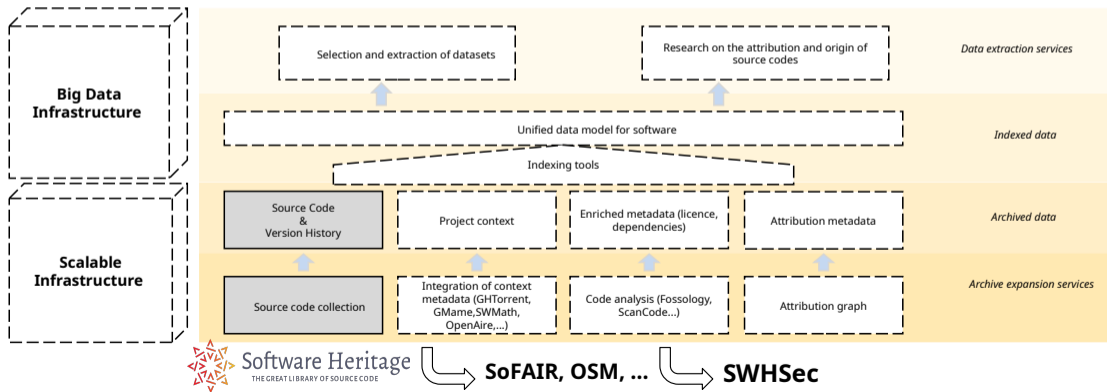 Selection and extraction of datasets
Research on the attribution and origin of
source codes
Data extraction services
Big Data
Infrastructure
Unified data model for software
Indexed data
Indexing tools
Source Code
&
Version History
Project context
Enriched metadata (licence,
dependencies)
Attribution metadata
Archived data
Scalable
Infrastructure
Source code collection
Integration of context
metadata (GHTorrent,
GMame,SWMath,
OpenAire,...)
Code analysis (Fossology,
ScanCode...)
Attribution graph
Archive expansion services
Software Heritage
THE GREAT LIBRARY OF SOURCE CODE
SoFAIR, OSM, ...
SWHSec